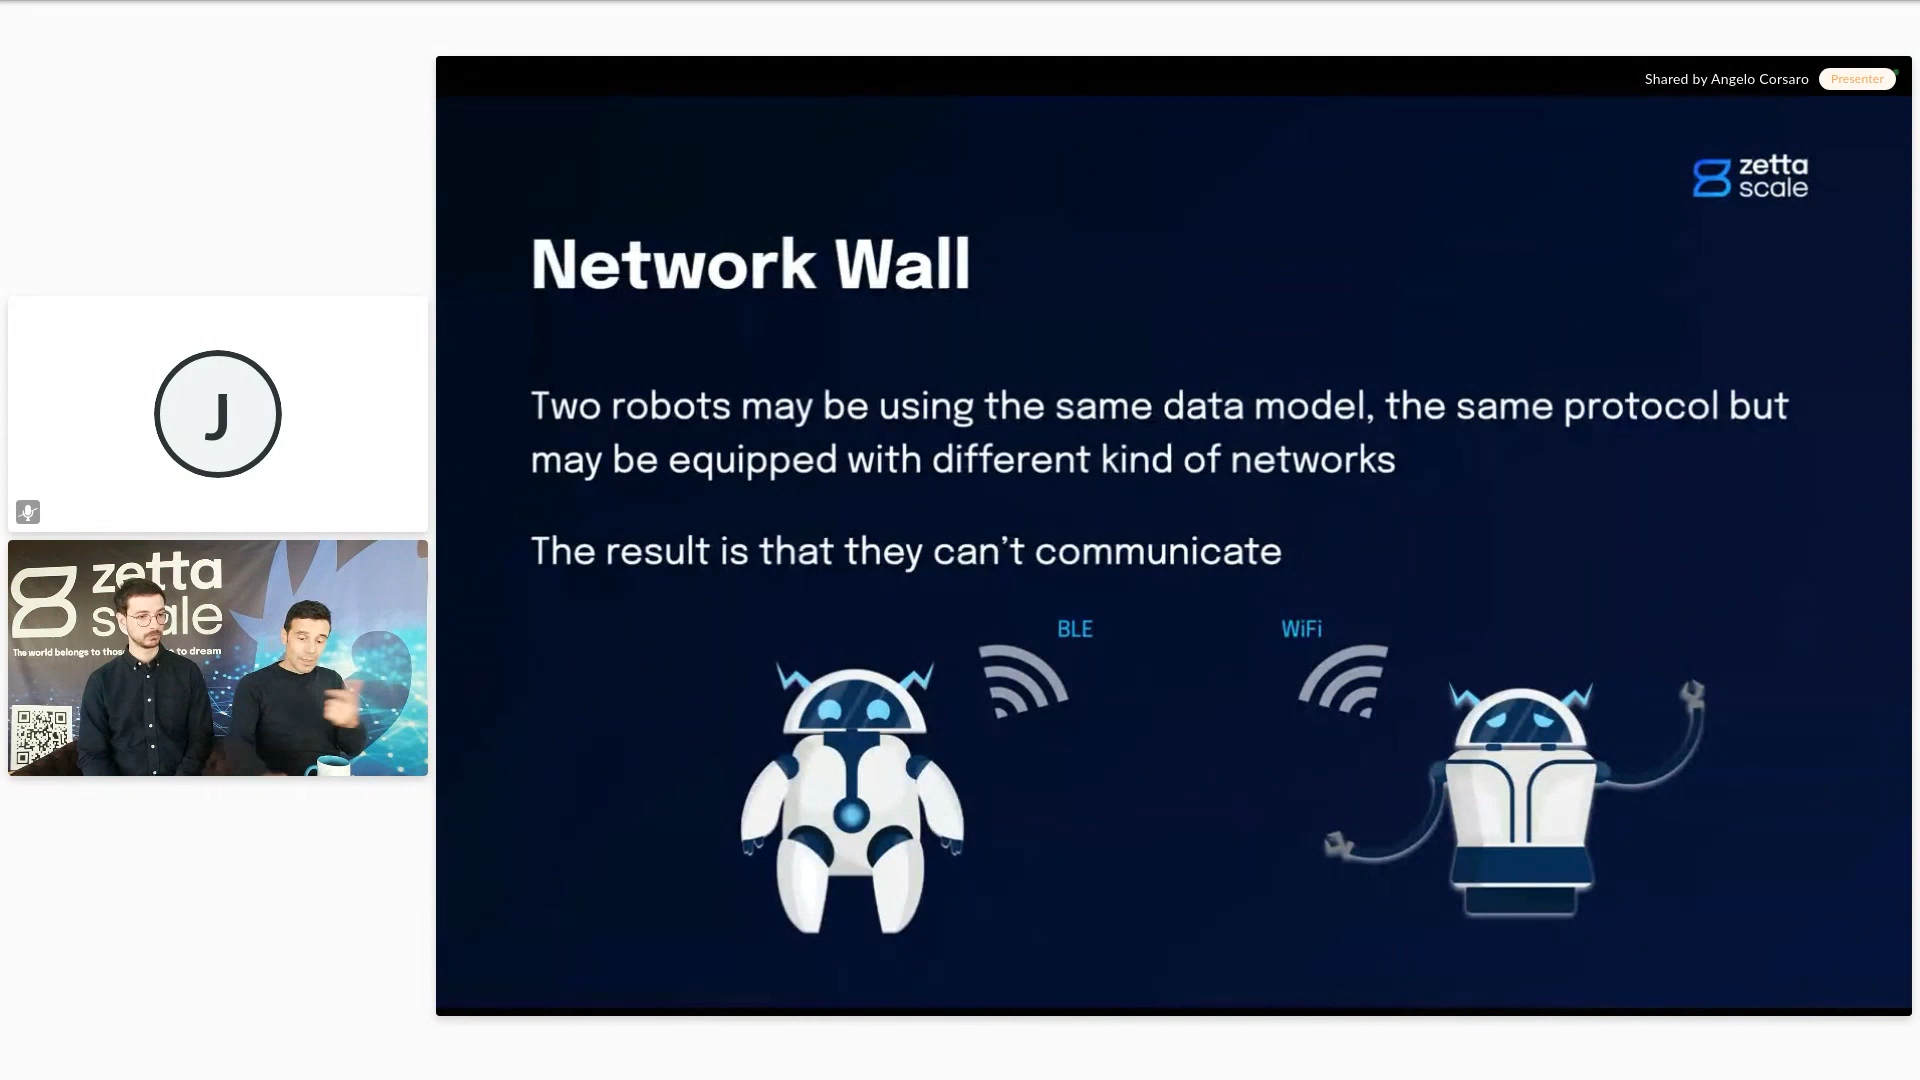 Shared by Angelo Corsaro
Presenter
zetta
scale
Network Wall
Two robots may be using the same data model, the same protocol but
may be equipped with different kind of networks
The result is that they can't communicate
BLE
WiFi
J
zetta
scale
The world belongs to those to dream